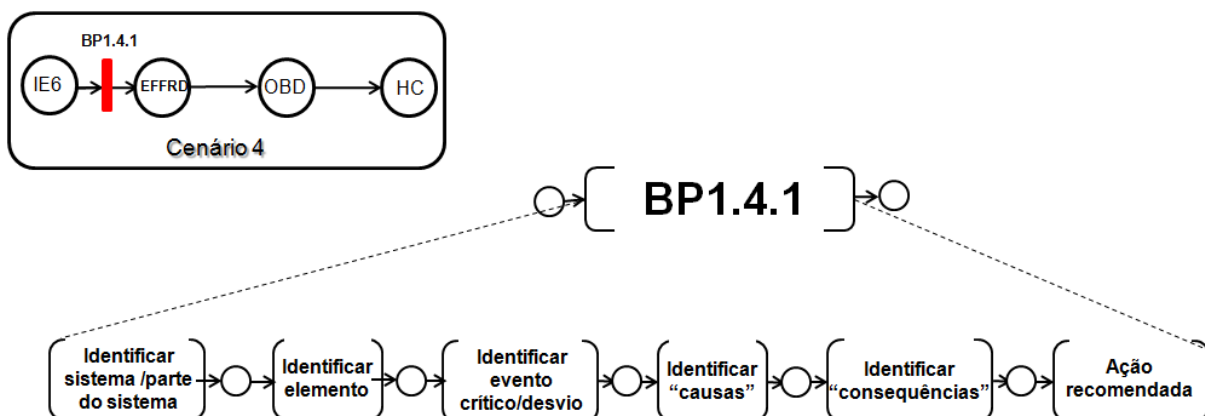 BP1.4.1
IE6
EFFRD
OBD
HC
Cenário 4
BP1.4.1
Identificar
sistema /parte
do sistema
Identificar
elemento
Identificar
evento
crítico/desvio
Identificar
“causas”
Identificar
“consequências”
Ação
recomendada